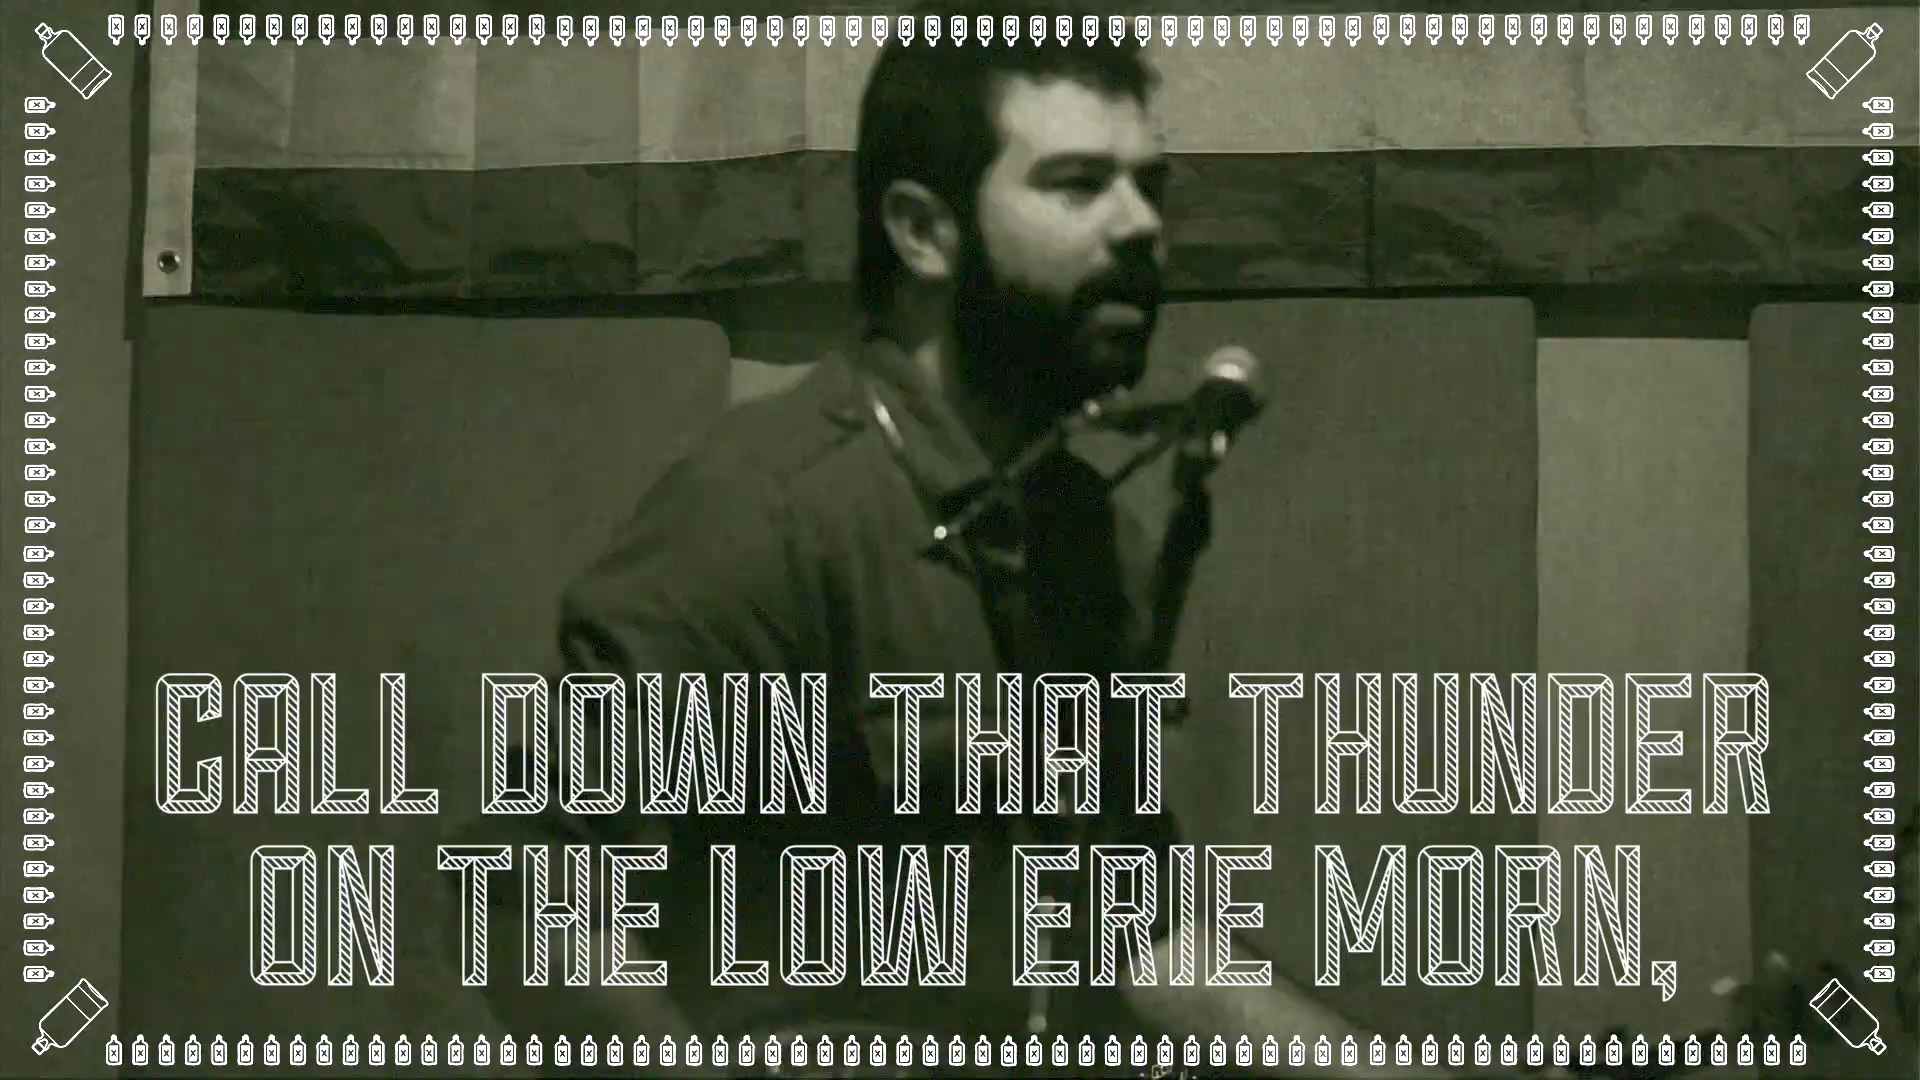 CALL DOWN THAT THUNDER
ON THE LOW ERIE MORN,